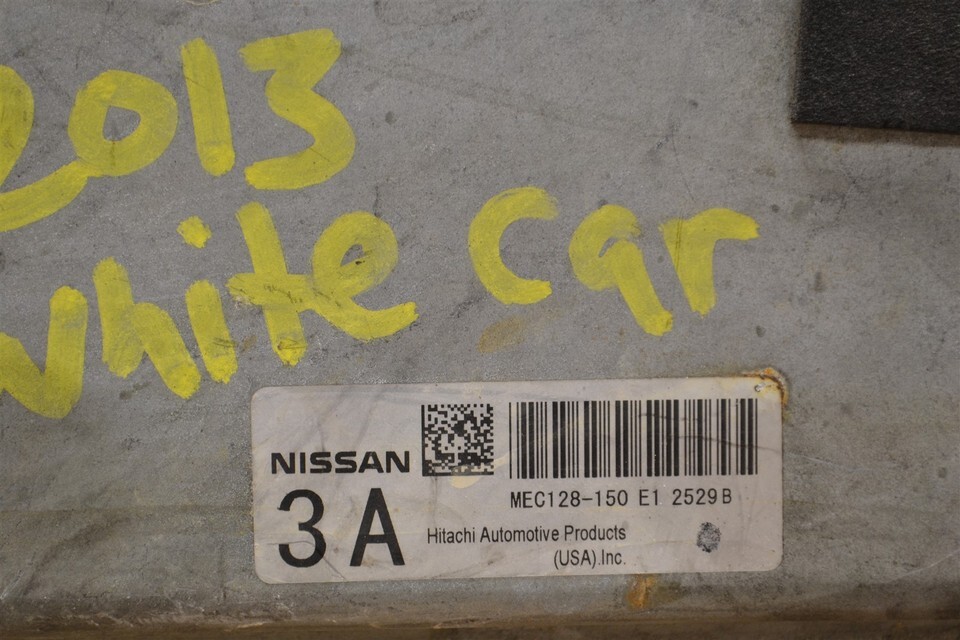 2013
white car
NISSAN
3A
MEC128-150 E1 2529B
Hitachi Automotive Products
(USA).Inc.